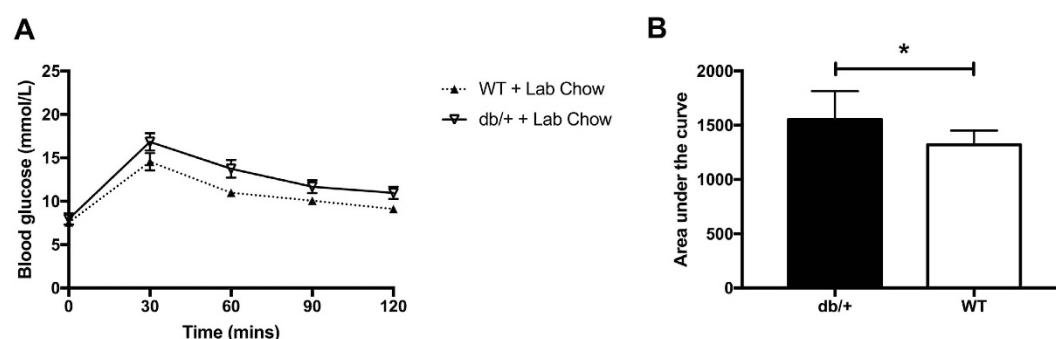 A
Blood glucose (mmol/L)
25
20
15
10
5
0
0 30 60 90 120
Time (mins)
WT + Lab Chow
db/+ + Lab Chow
B
*
Area under the curve
2000
1500
1000
500
0
db/+ WT